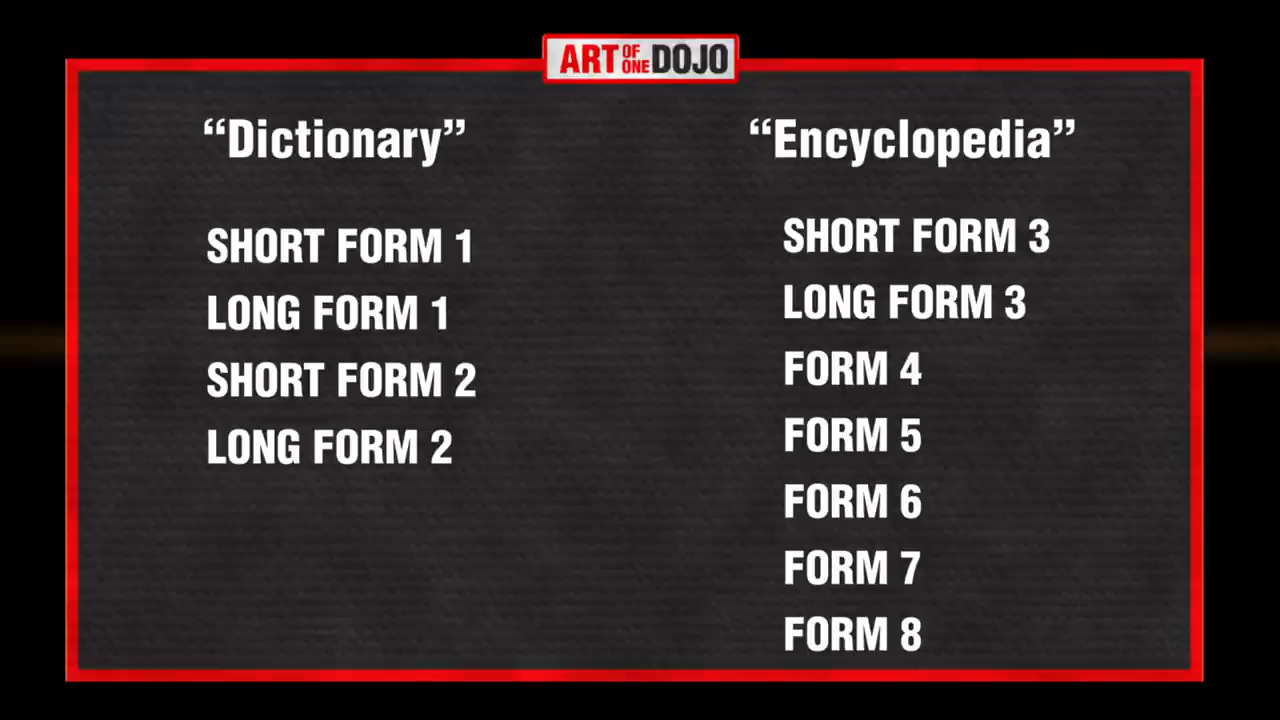 ART OF ONE DOJO
“Dictionary”
SHORT FORM 1
LONG FORM 1
SHORT FORM 2
LONG FORM 2
“Encyclopedia”
SHORT FORM 3
LONG FORM 3
FORM 4
FORM 5
FORM 6
FORM 7
FORM 8